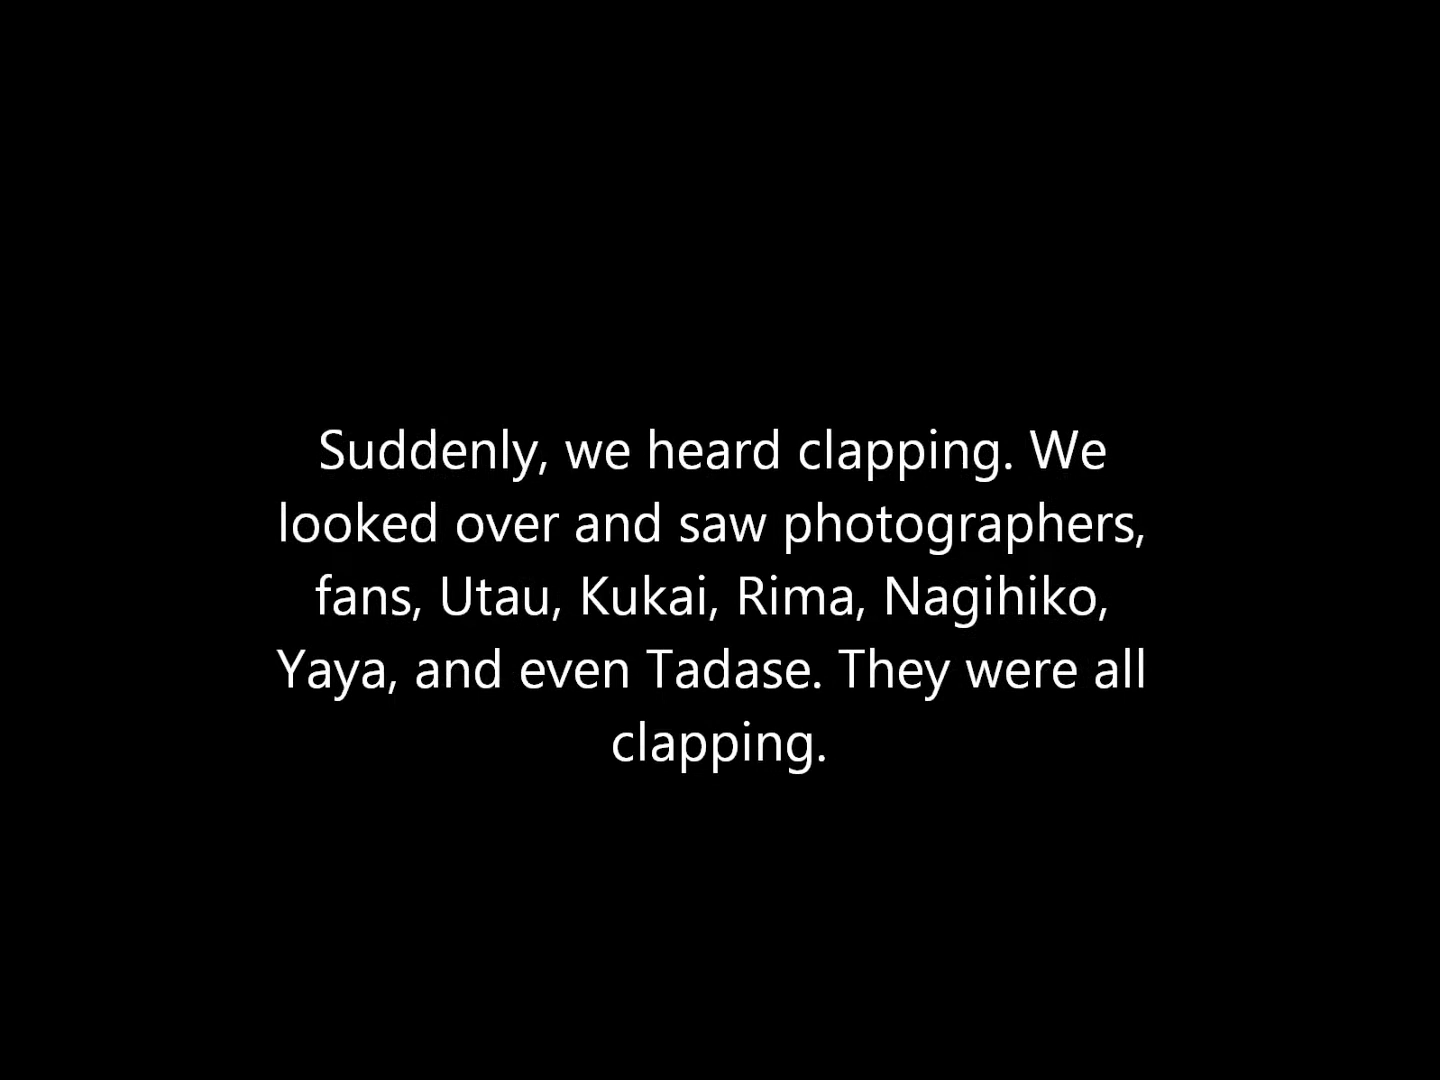 Suddenly, we heard clapping. We
looked over and saw photographers,
fans, Utau, Kukai, Rima, Nagihiko,
Yaya, and even Tadase. They were all
clapping.